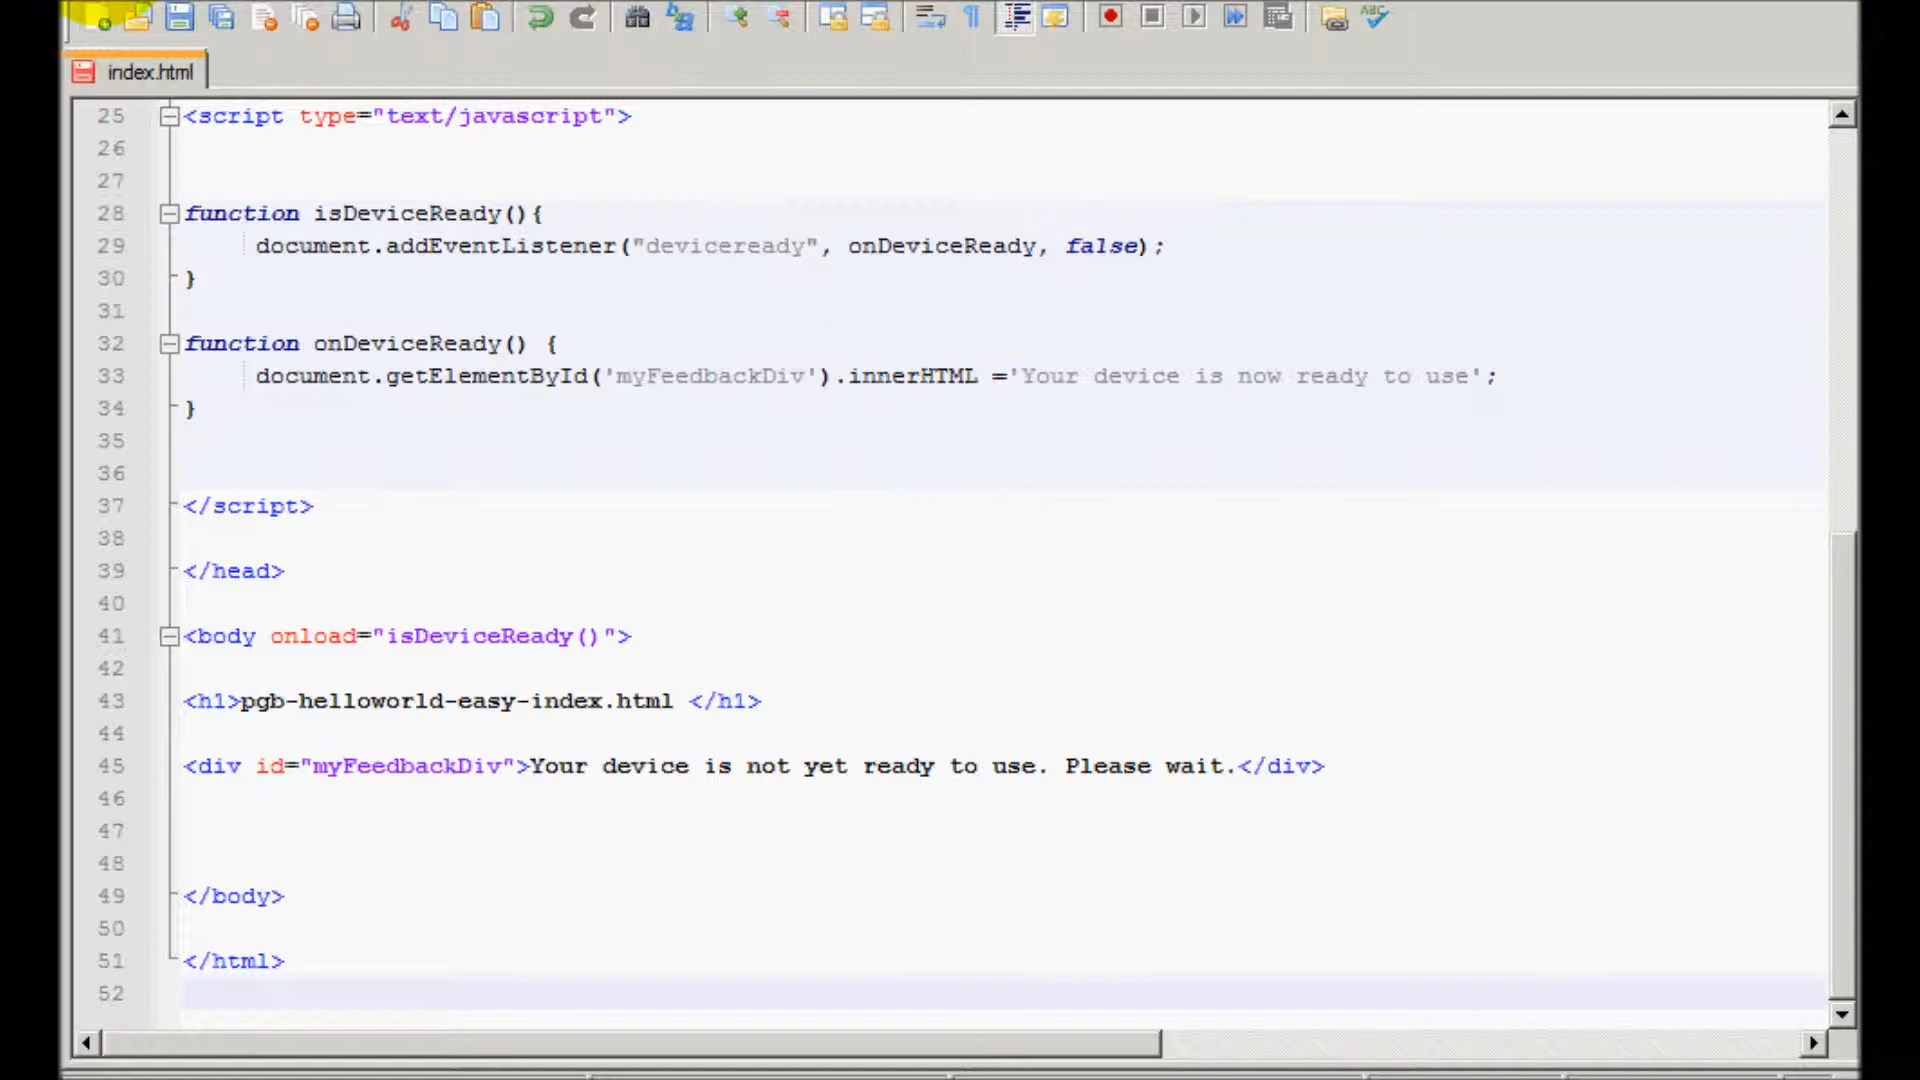 ABC
index.html
25 <script type="text/javascript">
26
27
28 function isDeviceReady(){
29 document.addEventListener("deviceready", onDeviceReady, false);
30 }
31
32 function onDeviceReady() {
33 document.getElementById('myFeedbackDiv').innerHTML ='Your device is now ready to use';
34 }
35
36
37 </script>
38
39 </head>
40
41 <body onload="isDeviceReady()">
42
43 <h1>pgb-helloworld-easy-index.html </h1>
44
45 <div id="myFeedbackDiv">Your device is not yet ready to use. Please wait.</div>
46
47
48
49 </body>
50
51 </html>
52